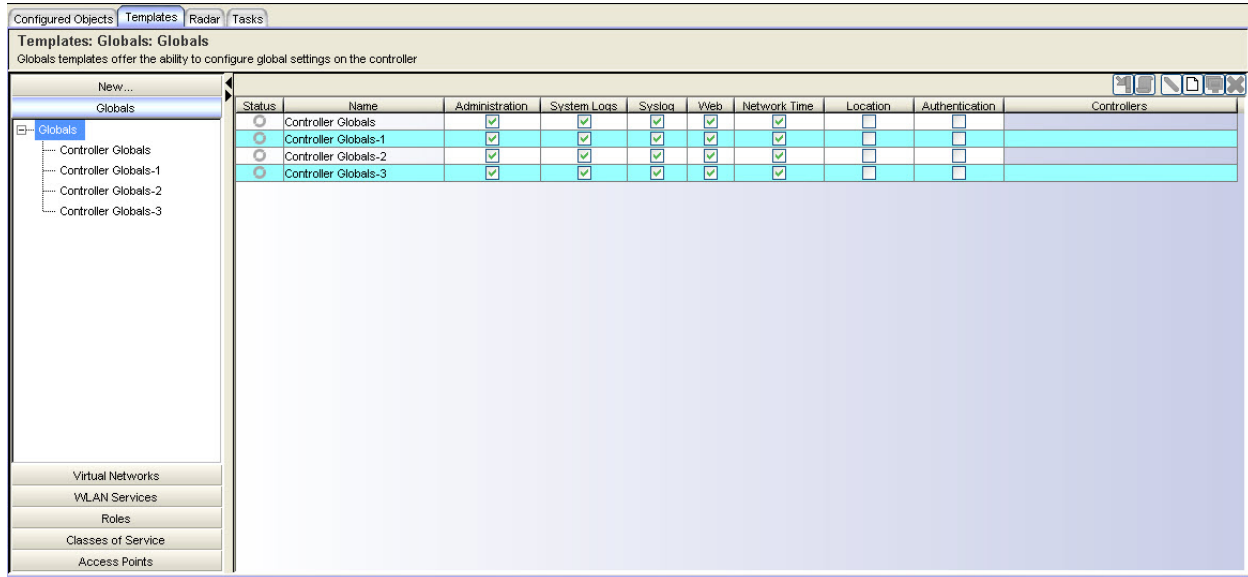 Configured Objects Templates Radar Tasks
Templates: Globals: Globals
Globals templates offer the ability to configure global settings on the controller
New...
Globals
Globals
Controller Globals
Controller Globals-1
Controller Globals-2
Controller Globals-3
Virtual Networks
WLAN Services
Roles
Classes of Service
Access Points
Status Name Administration System Logs Syslog Web Network Time Location Authentication Controllers
Controller Globals
Controller Globals-1
Controller Globals-2
Controller Globals-3